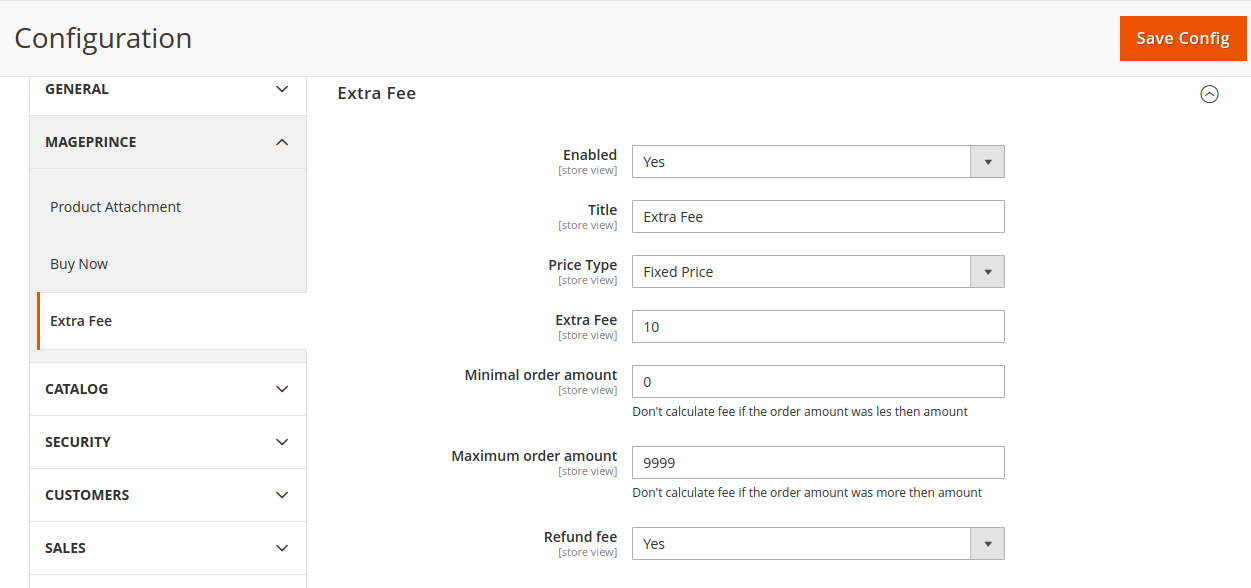 Configuration
Save Config
GENERAL
MAGEPRINCE
Product Attachment
Buy Now
Extra Fee
CATALOG
SECURITY
CUSTOMERS
SALES
Extra Fee
Enabled
[store view]
Yes
Title
[store view]
Extra Fee
Price Type
[store view]
Fixed Price
Extra Fee
[store view]
10
Minimal order amount
[store view]
0
Don't calculate fee if the order amount was les then amount
Maximum order amount
[store view]
9999
Don't calculate fee if the order amount was more then amount
Refund fee
[store view]
Yes